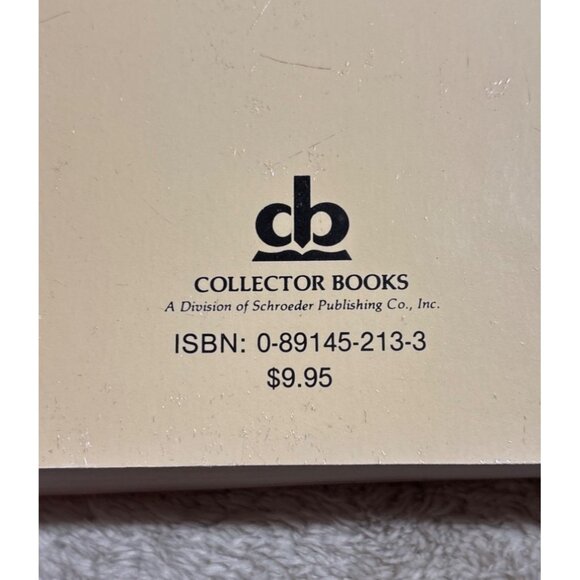 cb
COLLECTOR BOOKS
A Division of Schroeder Publishing Co., Inc.
ISBN: 0-89145-213-3
$9.95